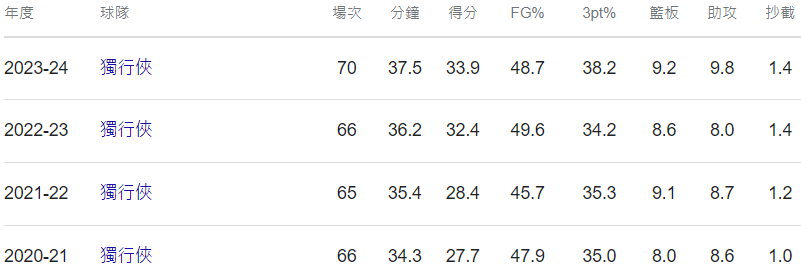 年度 球隊 場次 分鐘 得分 FG% 3pt% 籃板 助攻 抄截
2023-24 獨行俠 70 37.5 33.9 48.7 38.2 9.2 9.8 1.4
2022-23 獨行俠 66 36.2 32.4 49.6 34.2 8.6 8.0 1.4
2021-22 獨行俠 65 35.4 28.4 45.7 35.3 9.1 8.7 1.2
2020-21 獨行俠 66 34.3 27.7 47.9 35.0 8.0 8.6 1.0